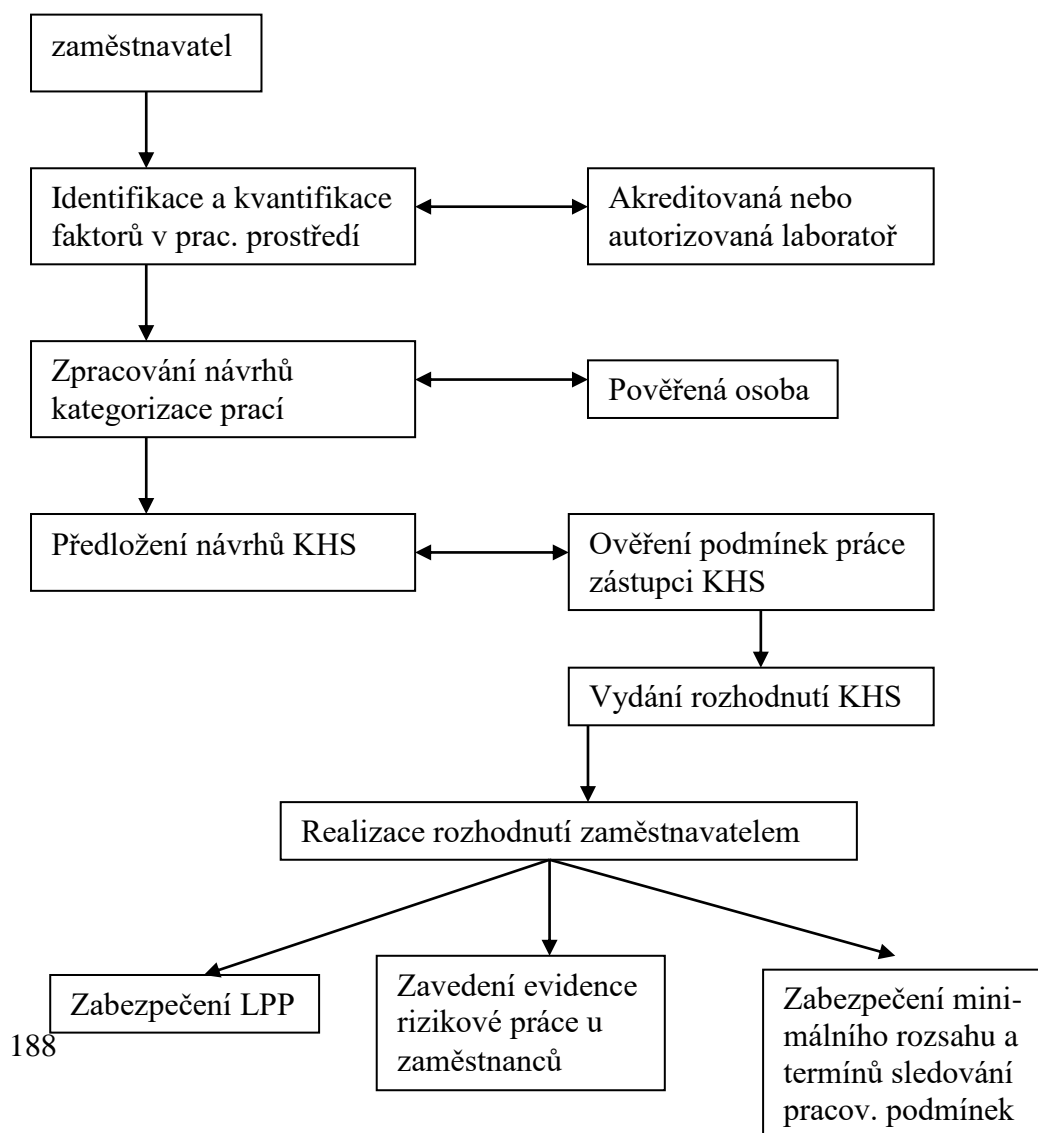 zaměstnavatel
Identifikace a kvantifikace
faktorů v prac. prostředí
Akreditovaná nebo
autorizovaná laboratoř
Zpracování návrhů
kategorizace prací
Pověřená osoba
Předložení návrhů KHS
Ověření podmínek práce
zástupci KHS
Vydání rozhodnutí KHS
Realizace rozhodnutí zaměstnavatelem
Zabezpečení LPP
Zavedení evidence
rizikové práce u
zaměstnanců
Zabezpečení mini-
málního rozsahu a
termínů sledování
pracov. podmínek
188